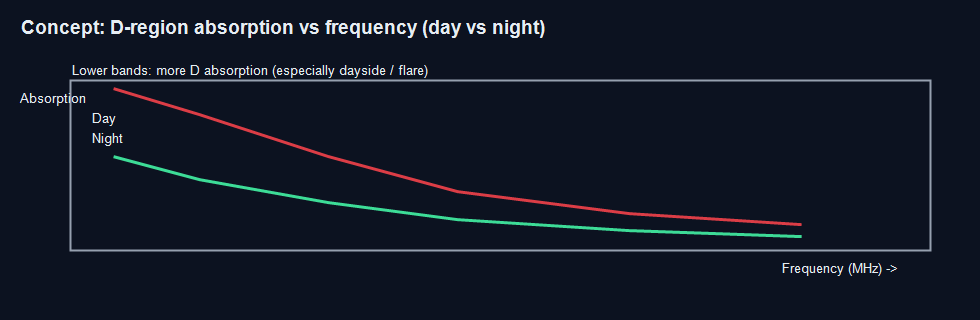 Concept: D-region absorption vs frequency (day vs night)
Lower bands: more D absorption (especially dayside / flare)
Absorption
Day
Night
Frequency (MHz) ->